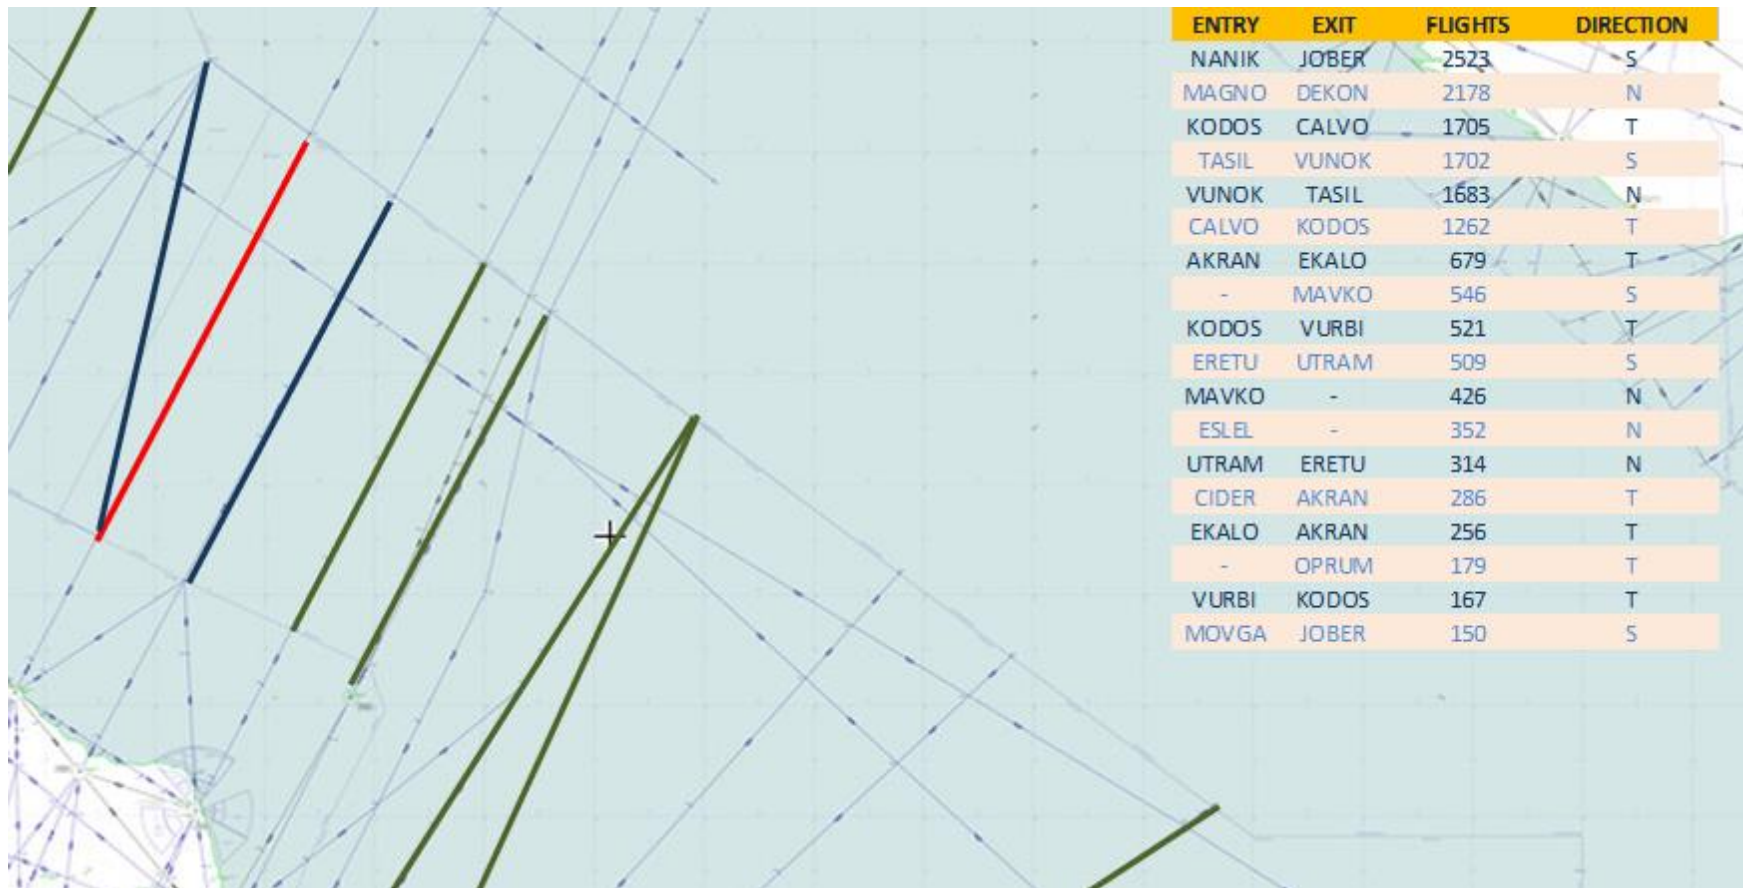 ENTRY EXIT FLIGHTS DIRECTION
NANIK JOBER 2523 S
MAGNO DEKON 2178 N
KODOS CALVO 1705 T
TASIL VUNOK 1702 S
VUNOK TASIL 1683 N
CALVO KODOS 1262 T
AKRAN EKALO 679 T
- MAVKO 546 S
KODOS VURBI 521 T
ERETU UTRAM 509 S
MAVKO - 426 N
ESLEL - 352 N
UTRAM ERETU 314 N
CIDER AKRAN 286 T
EKALO AKRAN 256 T
- OPRUM 179 T
VURBI KODOS 167 T
MOVGA JOBER 150 S